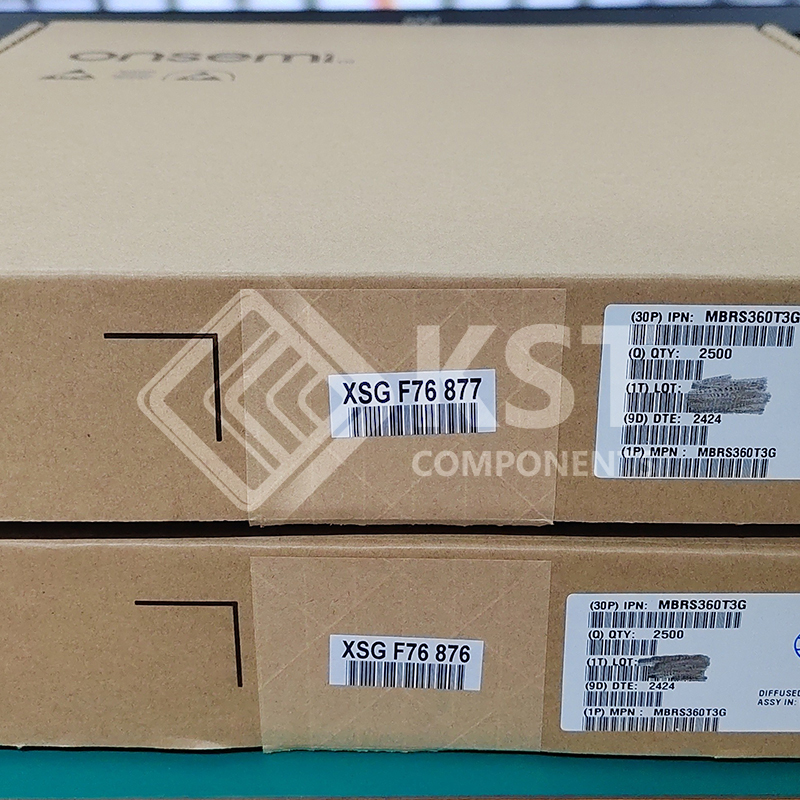 onsemi
KST
COMPONENTS
XSG F76 877
(30P) IPN: MBRS360T3G
(Q) QTY: 2500
(1T) LOT:
(9D) DTE: 2424
(1P) MPN : MBRS360T3G
XSG F76 876
(30P) IPN: MBRS360T3G
(Q) QTY: 2500
(1T) LOT:
(9D) DTE: 2424
(1P) MPN : MBRS360T3G
DIFFUSED
ASSY IN: